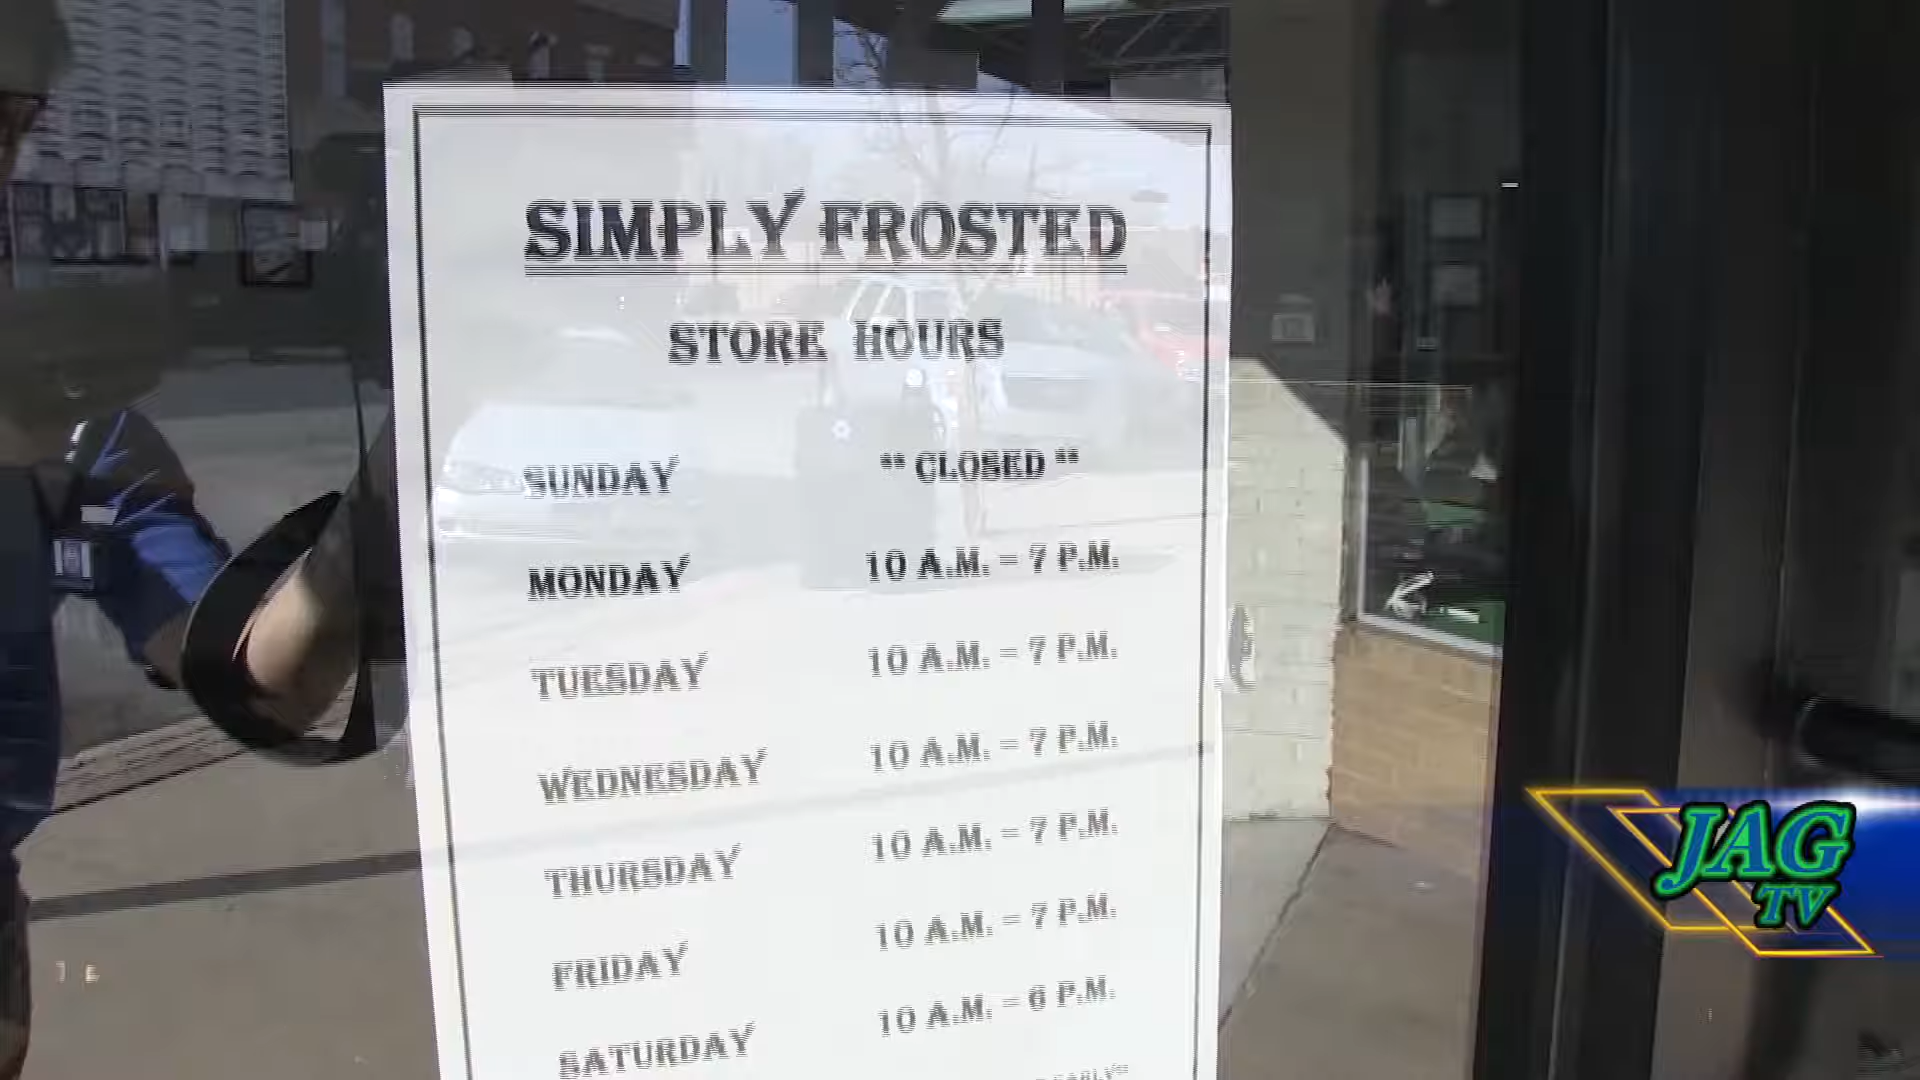 SIMPLY FROSTED
STORE HOURS
SUNDAY " CLOSED "
MONDAY 10 A.M. – 7 P.M.
TUESDAY 10 A.M. – 7 P.M.
WEDNESDAY 10 A.M. – 7 P.M.
THURSDAY 10 A.M. – 7 P.M.
FRIDAY 10 A.M. – 7 P.M.
SATURDAY 10 A.M. – 6 P.M.
JAG
TV